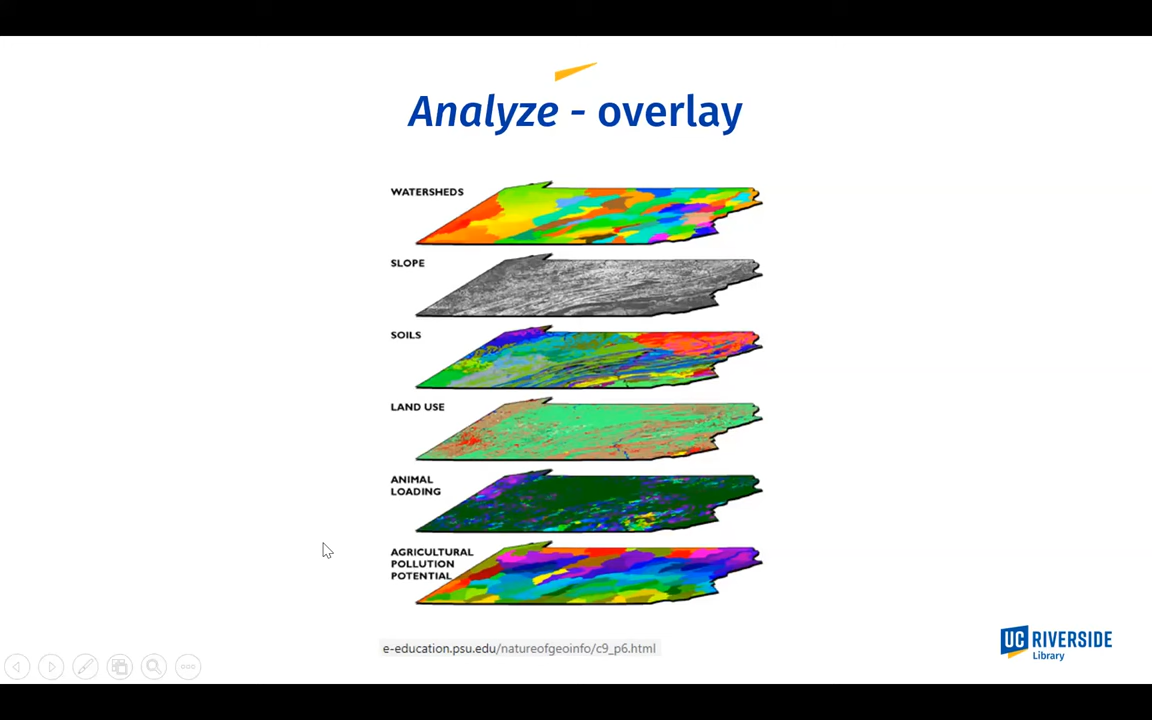 Analyze - overlay
WATERSHEDS
SLOPE
SOILS
LAND USE
ANIMAL
LOADING
AGRICULTURAL
POLLUTION
POTENTIAL
e-education.psu.edu/natureofgeoinfo/c9_p6.html
UC RIVERSIDE
Library